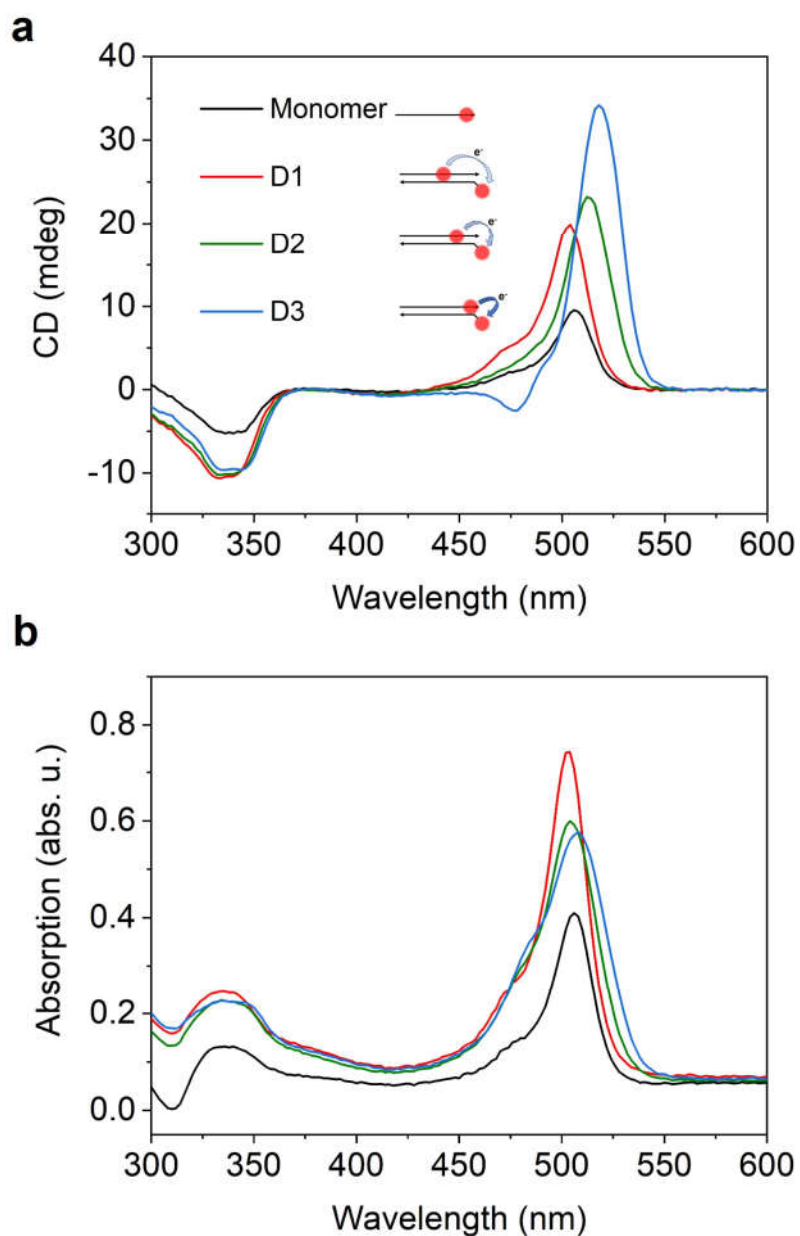 a
40
30
20
10
0
-10
CD (mdeg)
Monomer
D1
e-
D2
e-
D3
e-
300 350 400 450 500 550 600
Wavelength (nm)
b
0.8
0.6
0.4
0.2
0.0
Absorption (abs. u.)
300 350 400 450 500 550 600
Wavelength (nm)